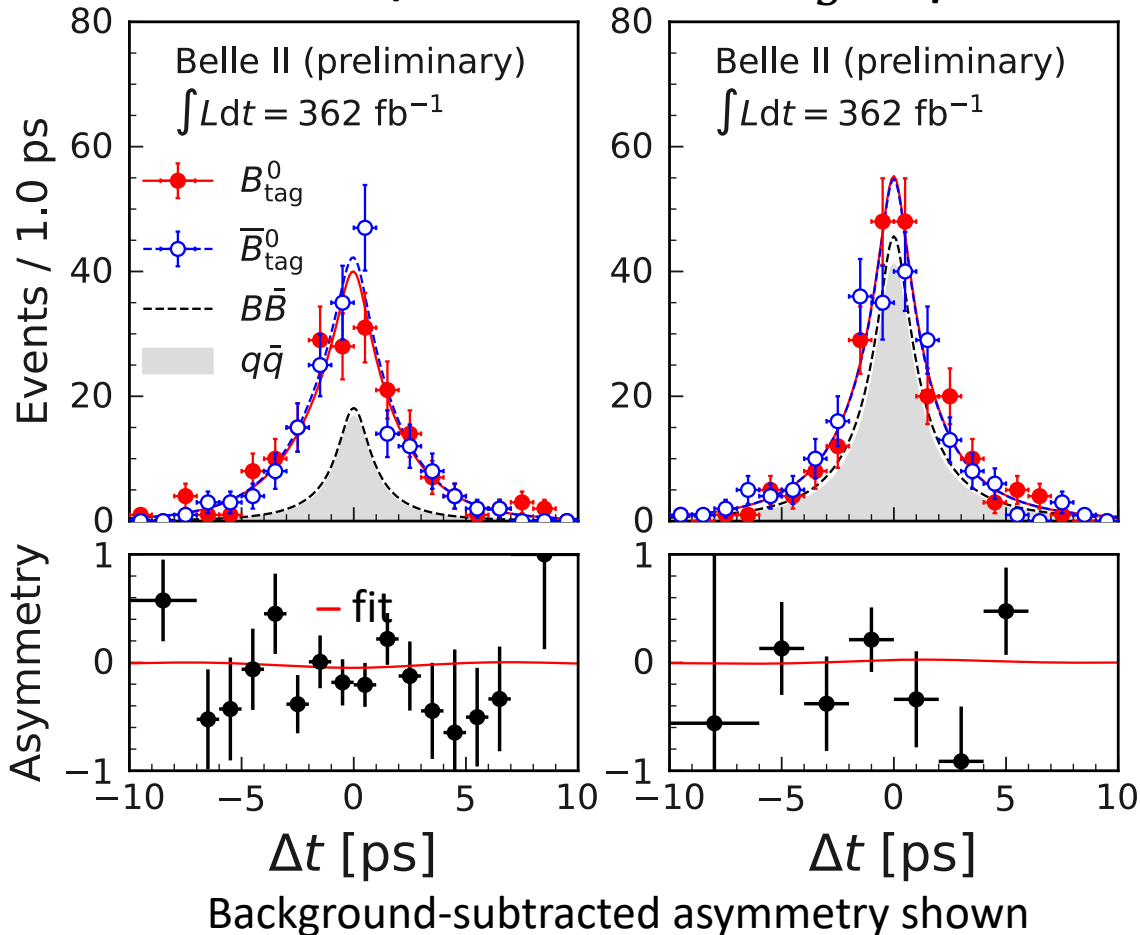 80
60
40
20
0
Events / 1.0 ps
Belle II (preliminary)
∫Ldt = 362 fb⁻¹
B⁰tag
B̅⁰tag
BB̄
qq̄
1
0
−1
Asymmetry
fit
−10 −5 0 5 10
Δt [ps]
80
60
40
20
0
Belle II (preliminary)
∫Ldt = 362 fb⁻¹
1
0
−1
−10 −5 0 5 10
Δt [ps]
Background-subtracted asymmetry shown